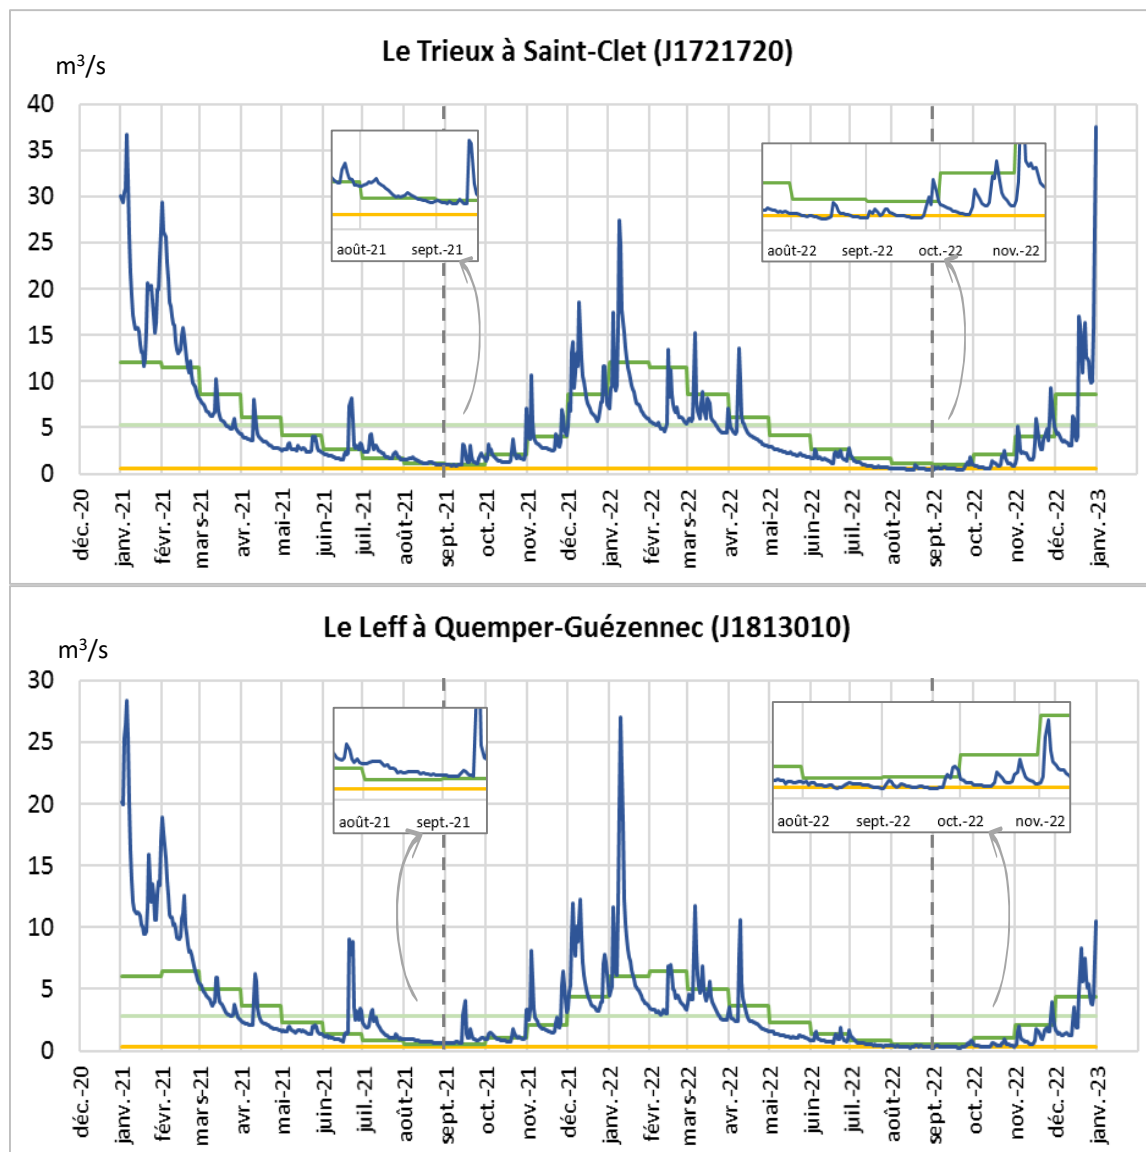 Le Trieux à Saint-Clet (J1721720)
m³/s
40
35
30
25
20
15
10
5
0
août-21
sept.-21
août-22
sept.-22
oct.-22
nov.-22
déc.-20
janv.-21
févr.-21
mars-21
avr.-21
mai-21
juin-21
juil.-21
août-21
sept.-21
oct.-21
nov.-21
déc.-21
janv.-22
févr.-22
mars-22
avr.-22
mai-22
juin-22
juil.-22
août-22
sept.-22
oct.-22
nov.-22
déc.-22
janv.-23
Le Leff à Quemper-Guézennec (J1813010)
m³/s
30
25
20
15
10
5
0
août-21
sept.-21
août-22
sept.-22
oct.-22
nov.-22
déc.-20
janv.-21
févr.-21
mars-21
avr.-21
mai-21
juin-21
juil.-21
août-21
sept.-21
oct.-21
nov.-21
déc.-21
janv.-22
févr.-22
mars-22
avr.-22
mai-22
juin-22
juil.-22
août-22
sept.-22
oct.-22
nov.-22
déc.-22
janv.-23